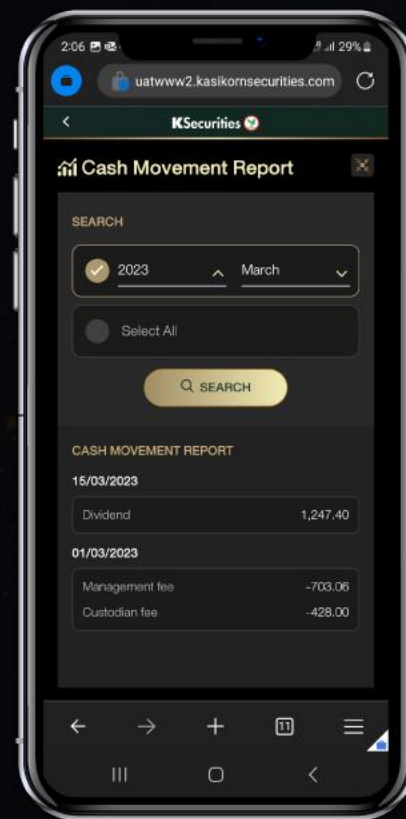 2:06
29%
uatwww2.kasikornsecurities.com
KSecurities
Cash Movement Report
SEARCH
2023 March
Select All
SEARCH
CASH MOVEMENT REPORT
15/03/2023
Dividend 1,247.40
01/03/2023
Management fee -703.06
Custodian fee -428.00
11